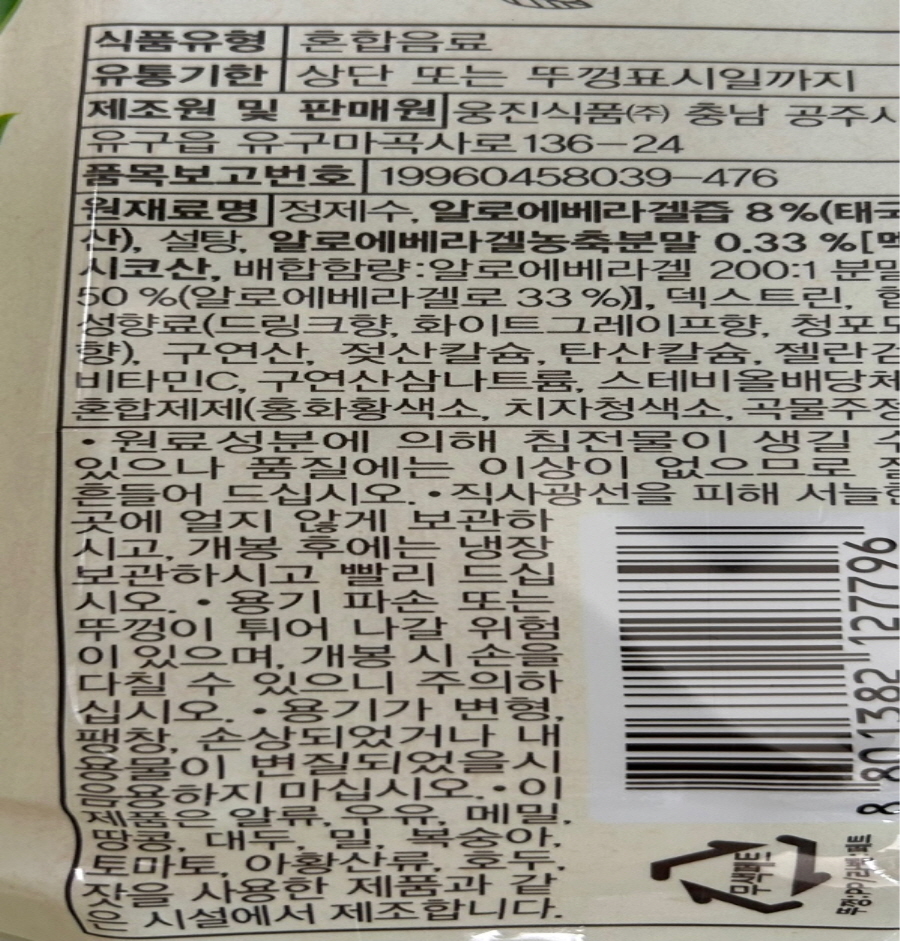 식품유형 혼합음료
유통기한 상단 또는 뚜껑표시일까지
제조원 및 판매원 웅진식품㈜ 충남 공주시
유구읍 유구마곡사로136-24
품목보고번호 19960458039-476
원재료명 정제수, 알로에베라겔즙 8%(태국
산), 설탕, 알로에베라겔농축분말 0.33 %[멕
시코산, 배합함량:알로에베라겔 200:1 분말
50 %(알로에베라겔로 33 %)], 덱스트린, 합
성향료(드링크향, 화이트그레이프향, 청포도
향), 구연산, 젖산칼슘, 탄산칼슘, 젤란검
비타민C, 구연산삼나트륨, 스테비올배당체
혼합제제(홍화황색소, 치자청색소, 곡물주정
• 원료성분에 의해 침전물이 생길 수
있으나 품질에는 이상이 없으므로 잘
흔들어 드십시오. • 직사광선을 피해 서늘한
곳에 얼지 않게 보관하
시고, 개봉 후에는 냉장
보관하시고 빨리 드십
시오. • 용기 파손 또는
뚜껑이 튀어 나갈 위험
이 있으며, 개봉 시 손을
다칠 수 있으니 주의하
십시오. • 용기가 변형,
팽창, 손상되었거나 내
용물이 변질되었을시
음용하지 마십시오. • 이
제품은 알류, 우유, 메밀,
땅콩, 대두, 밀, 복숭아,
토마토, 아황산류, 호두,
잣을 사용한 제품과 같
은 시설에서 제조합니다.
8 801382 127796
무색페트
뚜껑:PP/라벨:페트